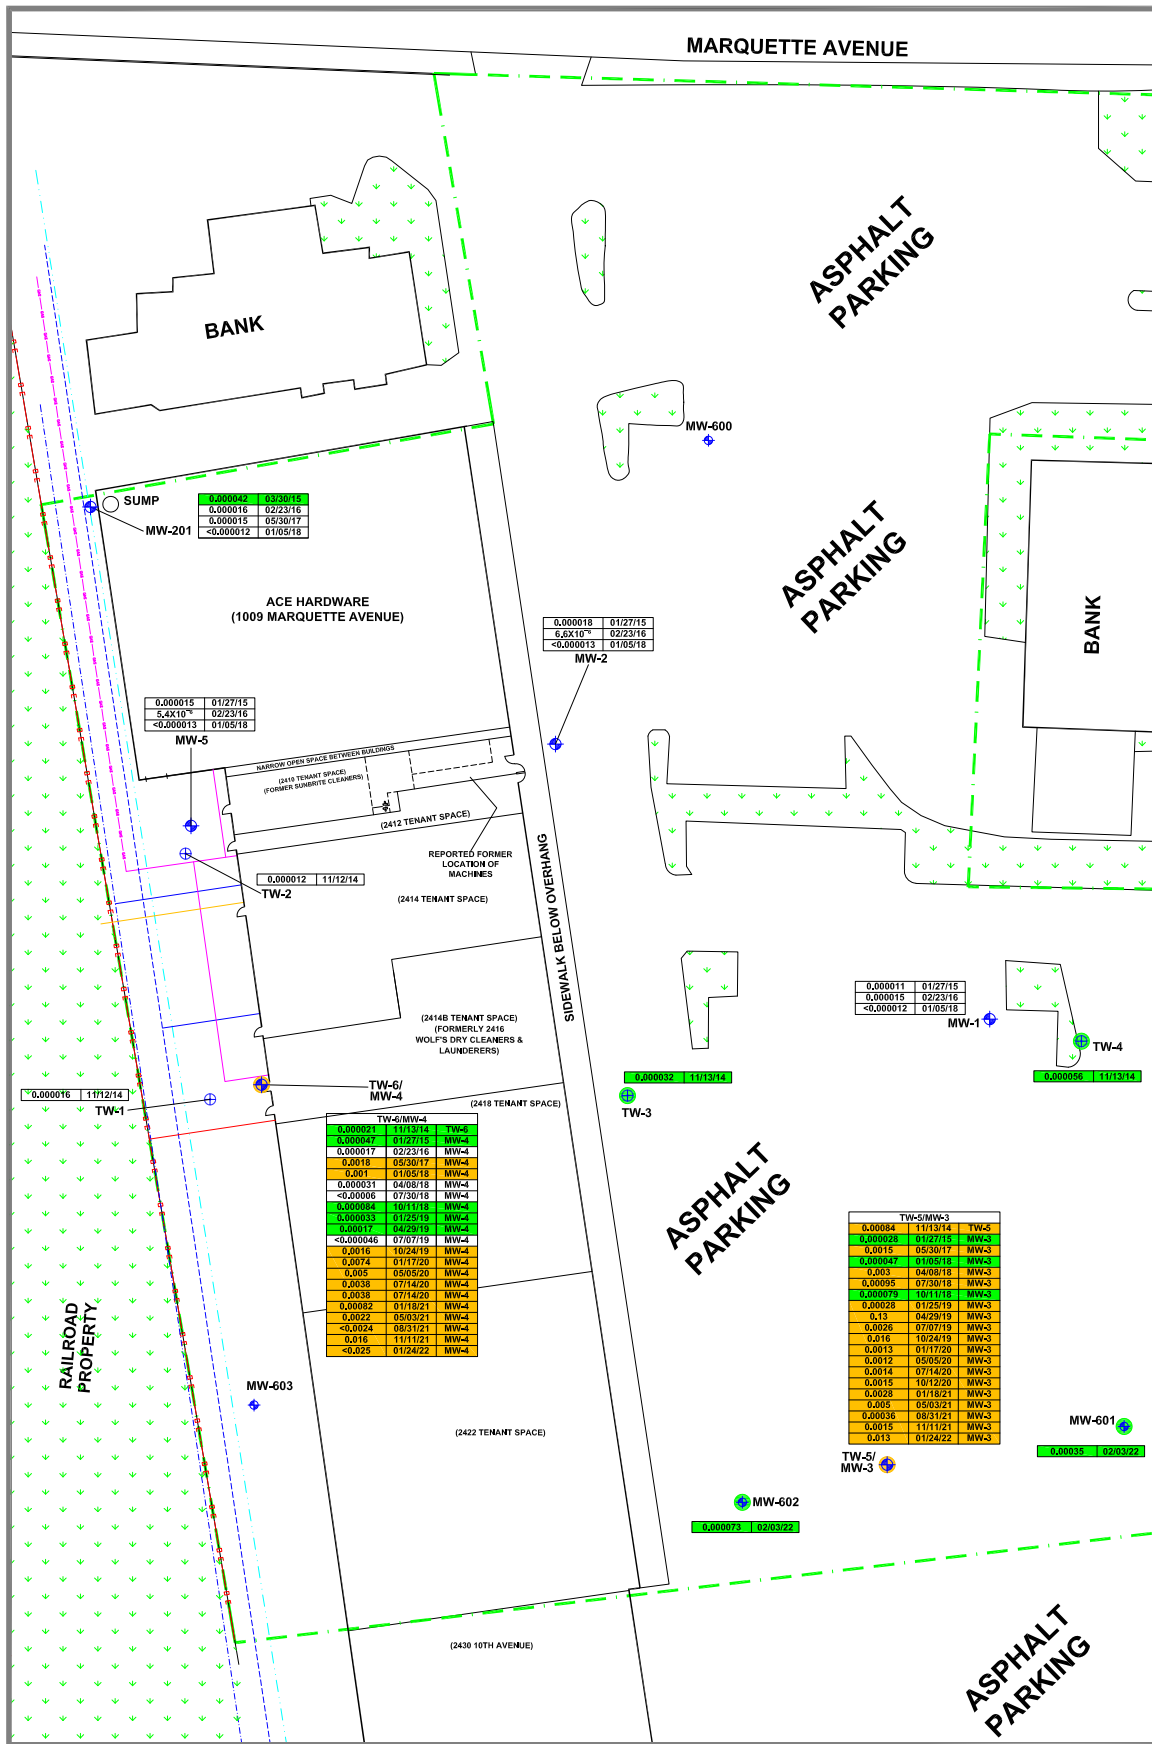 MARQUETTE AVENUE
ASPHALT
PARKING
BANK
MW-600
SUMP
MW-201
0.000042 03/30/15
0.000016 02/23/16
0.000015 05/30/17
<0.000012 01/05/18
ASPHALT
PARKING
BANK
ACE HARDWARE
(1009 MARQUETTE AVENUE)
0.000018 01/27/15
6.6X10⁻⁶ 02/23/16
<0.000013 01/05/18
MW-2
0.000015 01/27/15
5.4X10⁻⁶ 02/23/16
<0.000013 01/05/18
MW-5
NARROW OPEN SPACE BETWEEN BUILDINGS
(2410 TENANT SPACE)
(FORMER SUNBRITE CLEANERS)
(2412 TENANT SPACE)
REPORTED FORMER
LOCATION OF
MACHINES
0.000012 11/12/14
TW-2
(2414 TENANT SPACE)
SIDEWALK BELOW OVERHANG
(2414B TENANT SPACE)
(FORMERLY 2416
WOLF'S DRY CLEANERS &
LAUNDERERS)
0.000011 01/27/15
0.000015 02/23/16
<0.000012 01/05/18
MW-1
TW-4
0.000056 11/13/14
0.000032 11/13/14
TW-3
0.000016 11/12/14
TW-1
TW-6/
MW-4
(2418 TENANT SPACE)
TW-6/MW-4
0.000021 11/13/14 TW-6
0.000047 01/27/15 MW-4
0.000017 02/23/16 MW-4
0.0018 05/30/17 MW-4
0.001 01/05/18 MW-4
0.000031 04/08/18 MW-4
<0.00006 07/30/18 MW-4
0.000084 10/11/18 MW-4
0.000033 01/25/19 MW-4
0.00017 04/29/19 MW-4
<0.000046 07/07/19 MW-4
0.0016 10/24/19 MW-4
0.0074 01/17/20 MW-4
0.005 05/05/20 MW-4
0.0038 07/14/20 MW-4
0.0038 07/14/20 MW-4
0.00082 01/18/21 MW-4
0.0022 05/03/21 MW-4
<0.0024 08/31/21 MW-4
0.016 11/11/21 MW-4
<0.025 01/24/22 MW-4
ASPHALT
PARKING
TW-5/MW-3
0.00084 11/13/14 TW-5
0.000028 01/27/15 MW-3
0.0015 05/30/17 MW-3
0.000047 01/05/18 MW-3
0.003 04/08/18 MW-3
0.00095 07/30/18 MW-3
0.000079 10/11/18 MW-3
0.00028 01/25/19 MW-3
0.13 04/29/19 MW-3
0.0026 07/07/19 MW-3
0.016 10/24/19 MW-3
0.0013 01/17/20 MW-3
0.0012 05/05/20 MW-3
0.0014 07/14/20 MW-3
0.0015 10/12/20 MW-3
0.0028 01/18/21 MW-3
0.005 05/03/21 MW-3
0.00036 08/31/21 MW-3
0.0015 11/11/21 MW-3
0.013 01/24/22 MW-3
TW-5/
MW-3
RAILROAD
PROPERTY
MW-603
(2422 TENANT SPACE)
MW-601
0.00035 02/03/22
MW-602
0.000073 02/03/22
(2430 10TH AVENUE)
ASPHALT
PARKING